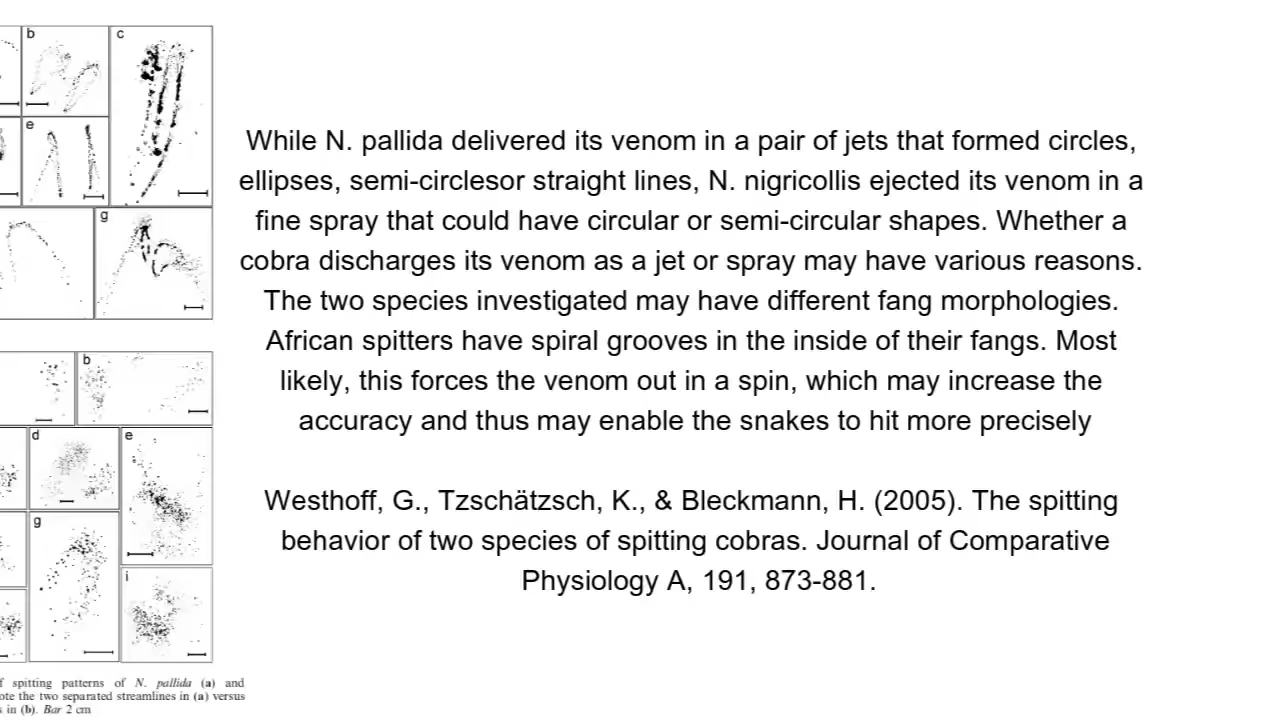 b
c
e
g
While N. pallida delivered its venom in a pair of jets that formed circles,
ellipses, semi-circlesor straight lines, N. nigricollis ejected its venom in a
fine spray that could have circular or semi-circular shapes. Whether a
cobra discharges its venom as a jet or spray may have various reasons.
The two species investigated may have different fang morphologies.
African spitters have spiral grooves in the inside of their fangs. Most
likely, this forces the venom out in a spin, which may increase the
accuracy and thus may enable the snakes to hit more precisely
b
d
e
g
i
Westhoff, G., Tzschätzsch, K., & Bleckmann, H. (2005). The spitting
behavior of two species of spitting cobras. Journal of Comparative
Physiology A, 191, 873-881.
f spitting patterns of N. pallida (a) and
ote the two separated streamlines in (a) versus
s in (b). Bar 2 cm